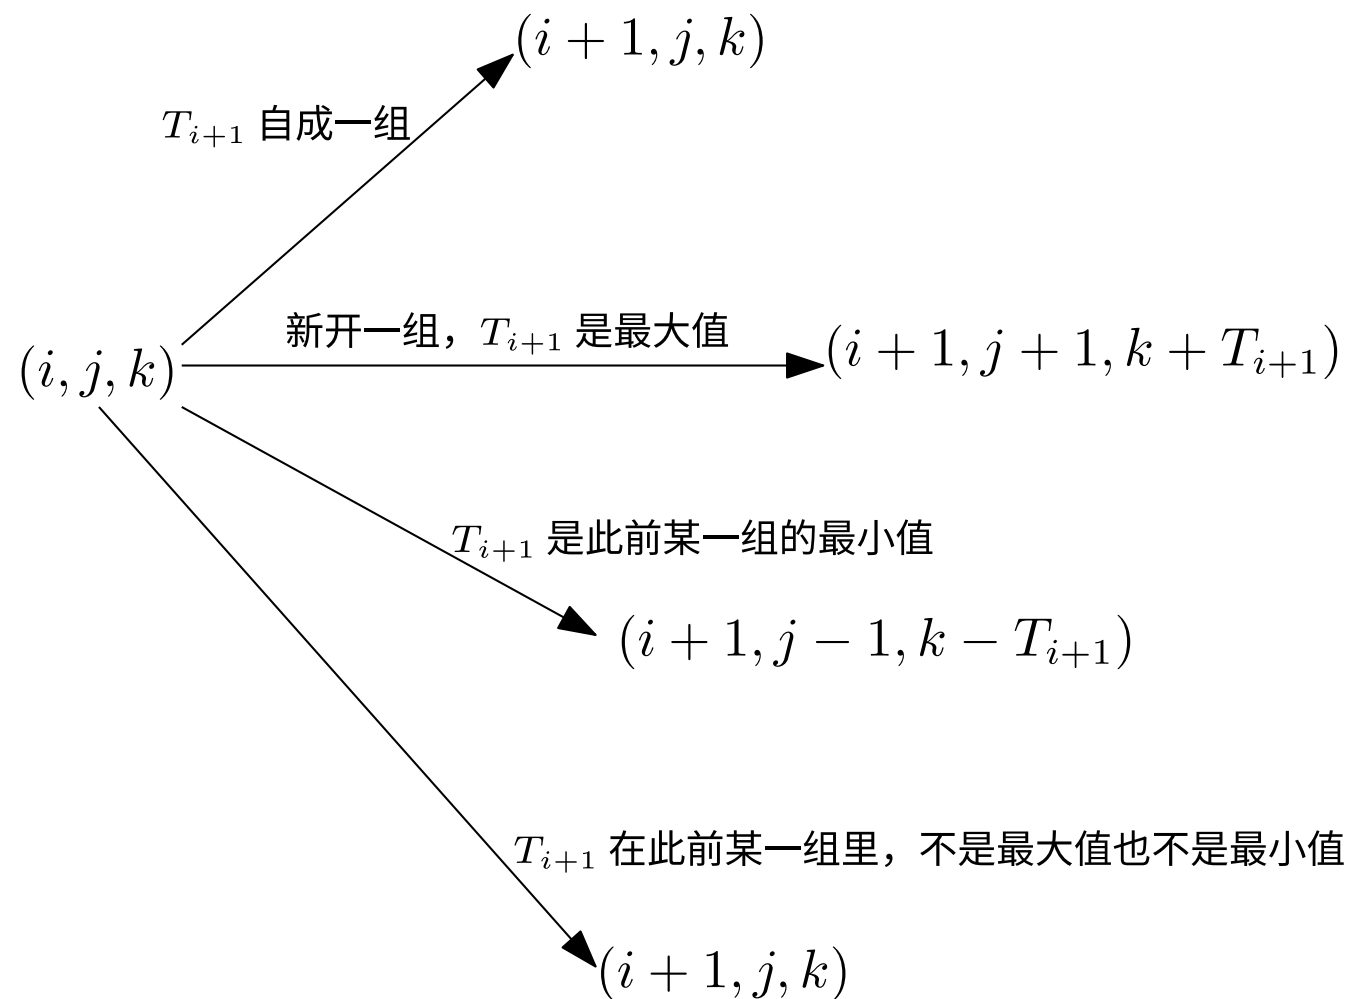 (i + 1, j, k)
T_{i+1} 自成一组
新开一组，T_{i+1} 是最大值
(i + 1, j + 1, k + T_{i+1})
(i, j, k)
T_{i+1} 是此前某一组的最小值
(i + 1, j − 1, k − T_{i+1})
T_{i+1} 在此前某一组里，不是最大值也不是最小值
(i + 1, j, k)